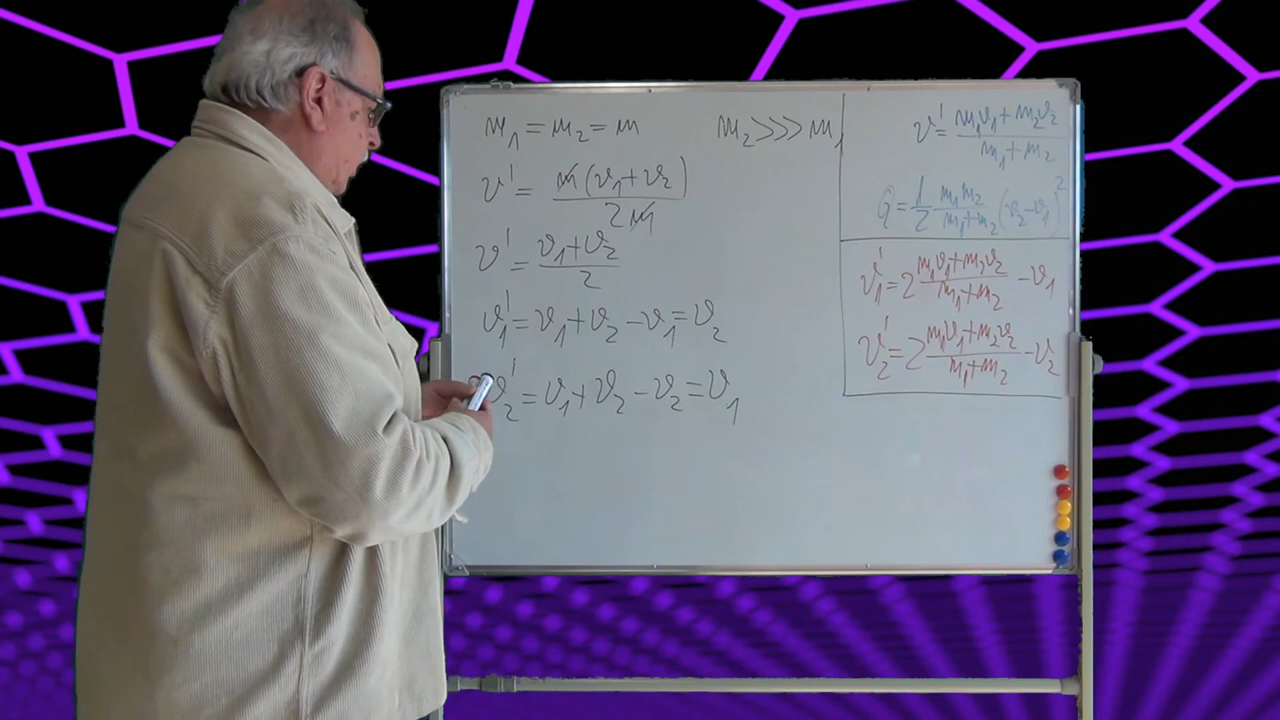 m₁ = m₂ = m
m₂ >>> m₁
v' = m(v₁+v₂) / 2m
v' = v₁+v₂ / 2
v₁' = v₁+v₂-v₁ = v₂
v₂' = v₁+v₂-v₂ = v₁
v' = m₁v₁+m₂v₂ / m₁+m₂
Q = 1/2 m₁m₂ / m₁+m₂ (v₂-v₁)²
v₁' = 2 m₁v₁+m₂v₂ / m₁+m₂ - v₁
v₂' = 2 m₁v₁+m₂v₂ / m₁+m₂ - v₂